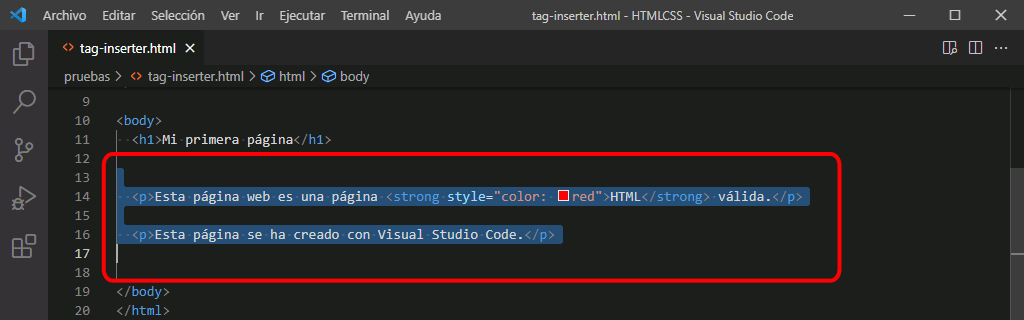 Archivo Editar Selección Ver Ir Ejecutar Terminal Ayuda tag-inserter.html - HTMLCSS - Visual Studio Code
tag-inserter.html
pruebas > tag-inserter.html > html > body
9
10 <body>
11 <h1>Mi primera página</h1>
12
13
14 <p>Esta página web es una página <strong style="color: red">HTML</strong> válida.</p>
15
16 <p>Esta página se ha creado con Visual Studio Code.</p>
17
18
19 </body>
20 </html>